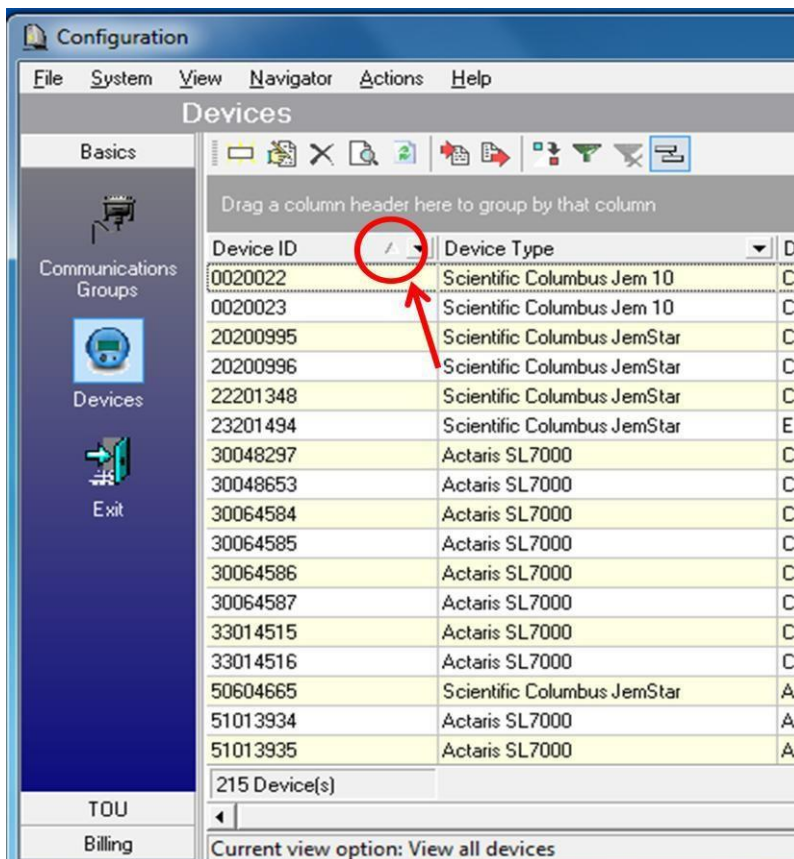 Configuration
File System View Navigator Actions Help
Devices
Basics
Communications
Groups
Devices
Exit
TOU
Billing
Drag a column header here to group by that column
Device ID Device Type D
0020022 Scientific Columbus Jem 10 C
0020023 Scientific Columbus Jem 10 C
20200995 Scientific Columbus JemStar C
20200996 Scientific Columbus JemStar C
22201348 Scientific Columbus JemStar C
23201494 Scientific Columbus JemStar E
30048297 Actaris SL7000 C
30048653 Actaris SL7000 C
30064584 Actaris SL7000 C
30064585 Actaris SL7000 C
30064586 Actaris SL7000 C
30064587 Actaris SL7000 C
33014515 Actaris SL7000 C
33014516 Actaris SL7000 C
50604665 Scientific Columbus JemStar A
51013934 Actaris SL7000 A
51013935 Actaris SL7000 A
215 Device(s)
Current view option: View all devices